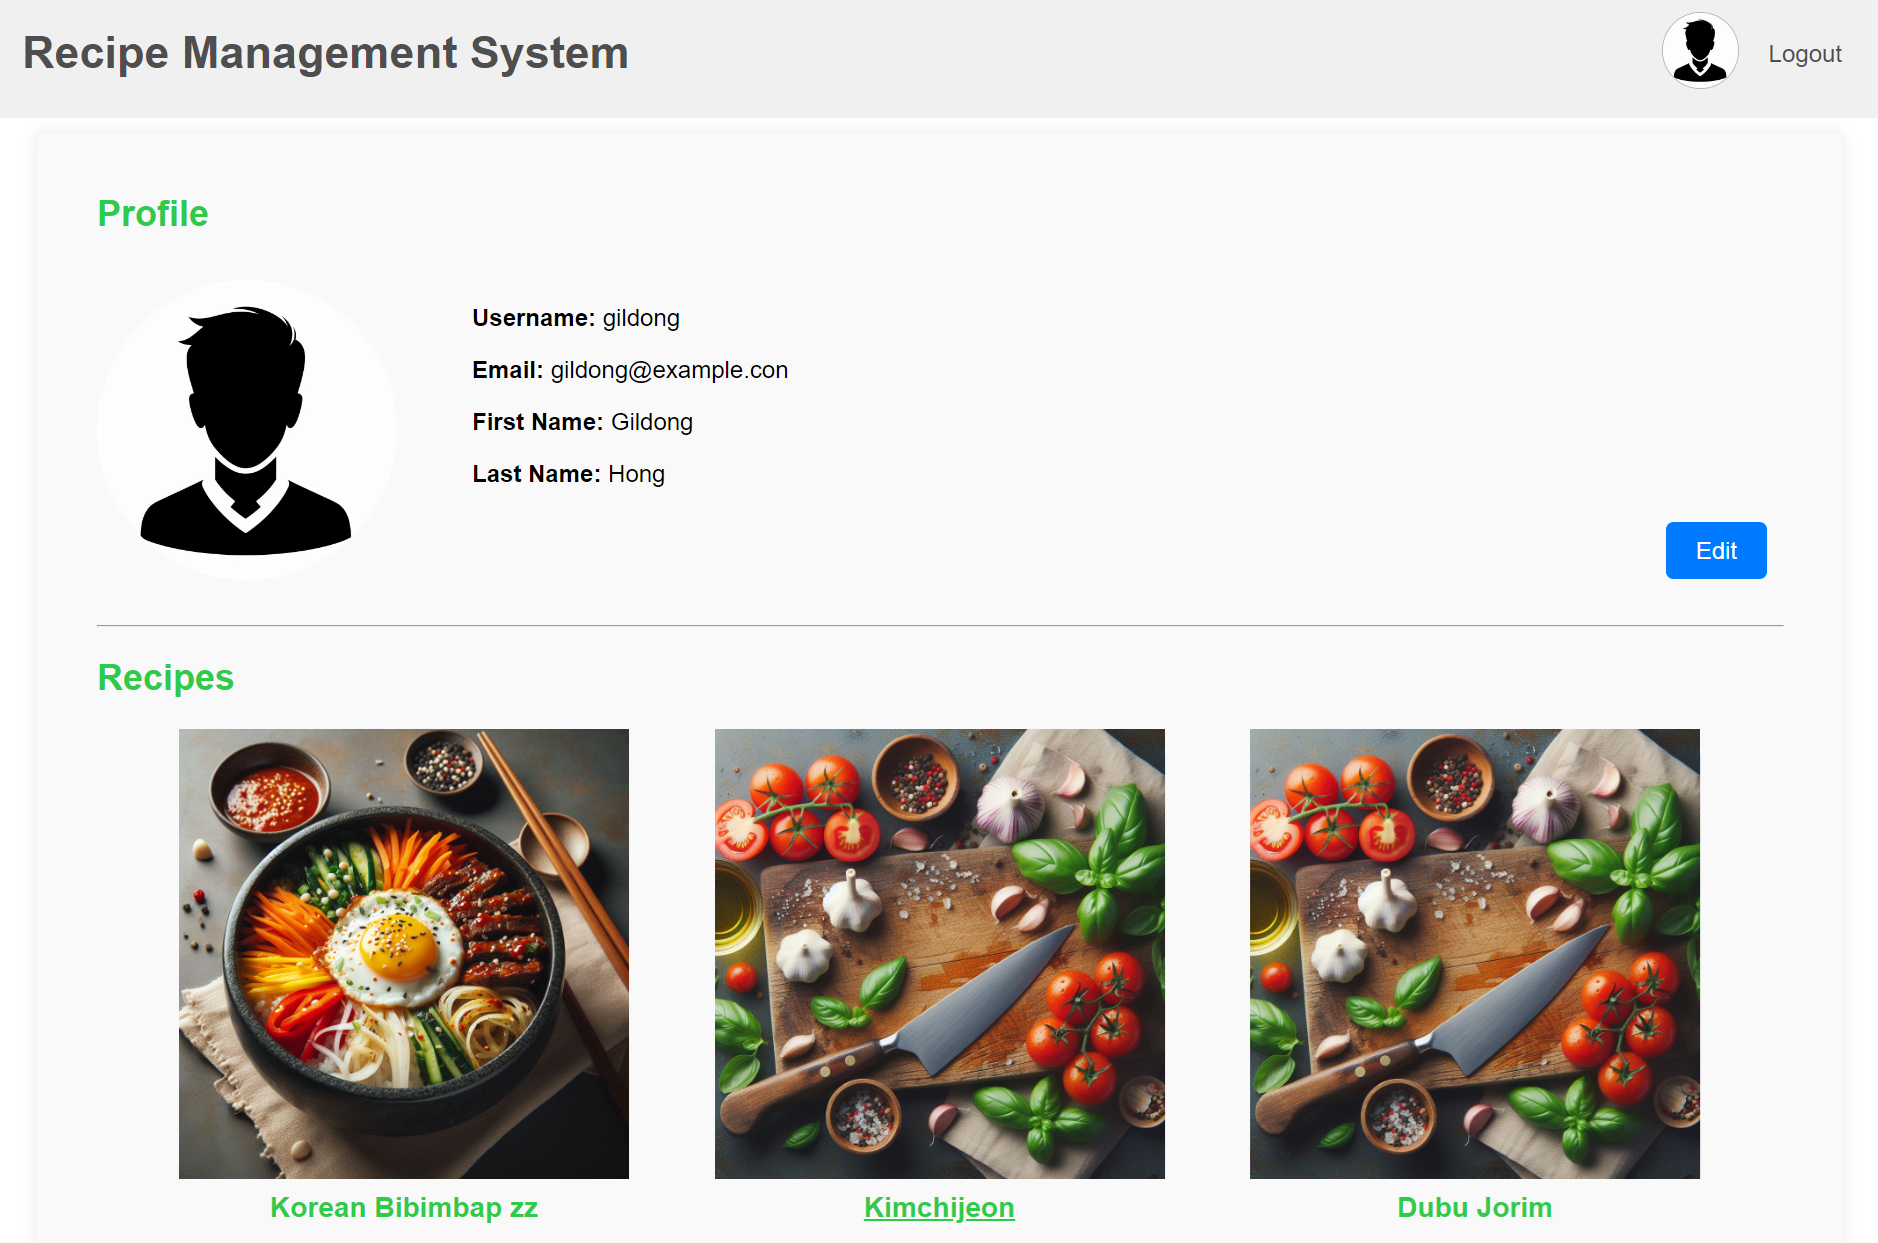 Recipe Management System
Logout
Profile
Username: gildong
Email: gildong@example.con
First Name: Gildong
Last Name: Hong
Edit
Recipes
Korean Bibimbap zz
Kimchijeon
Dubu Jorim